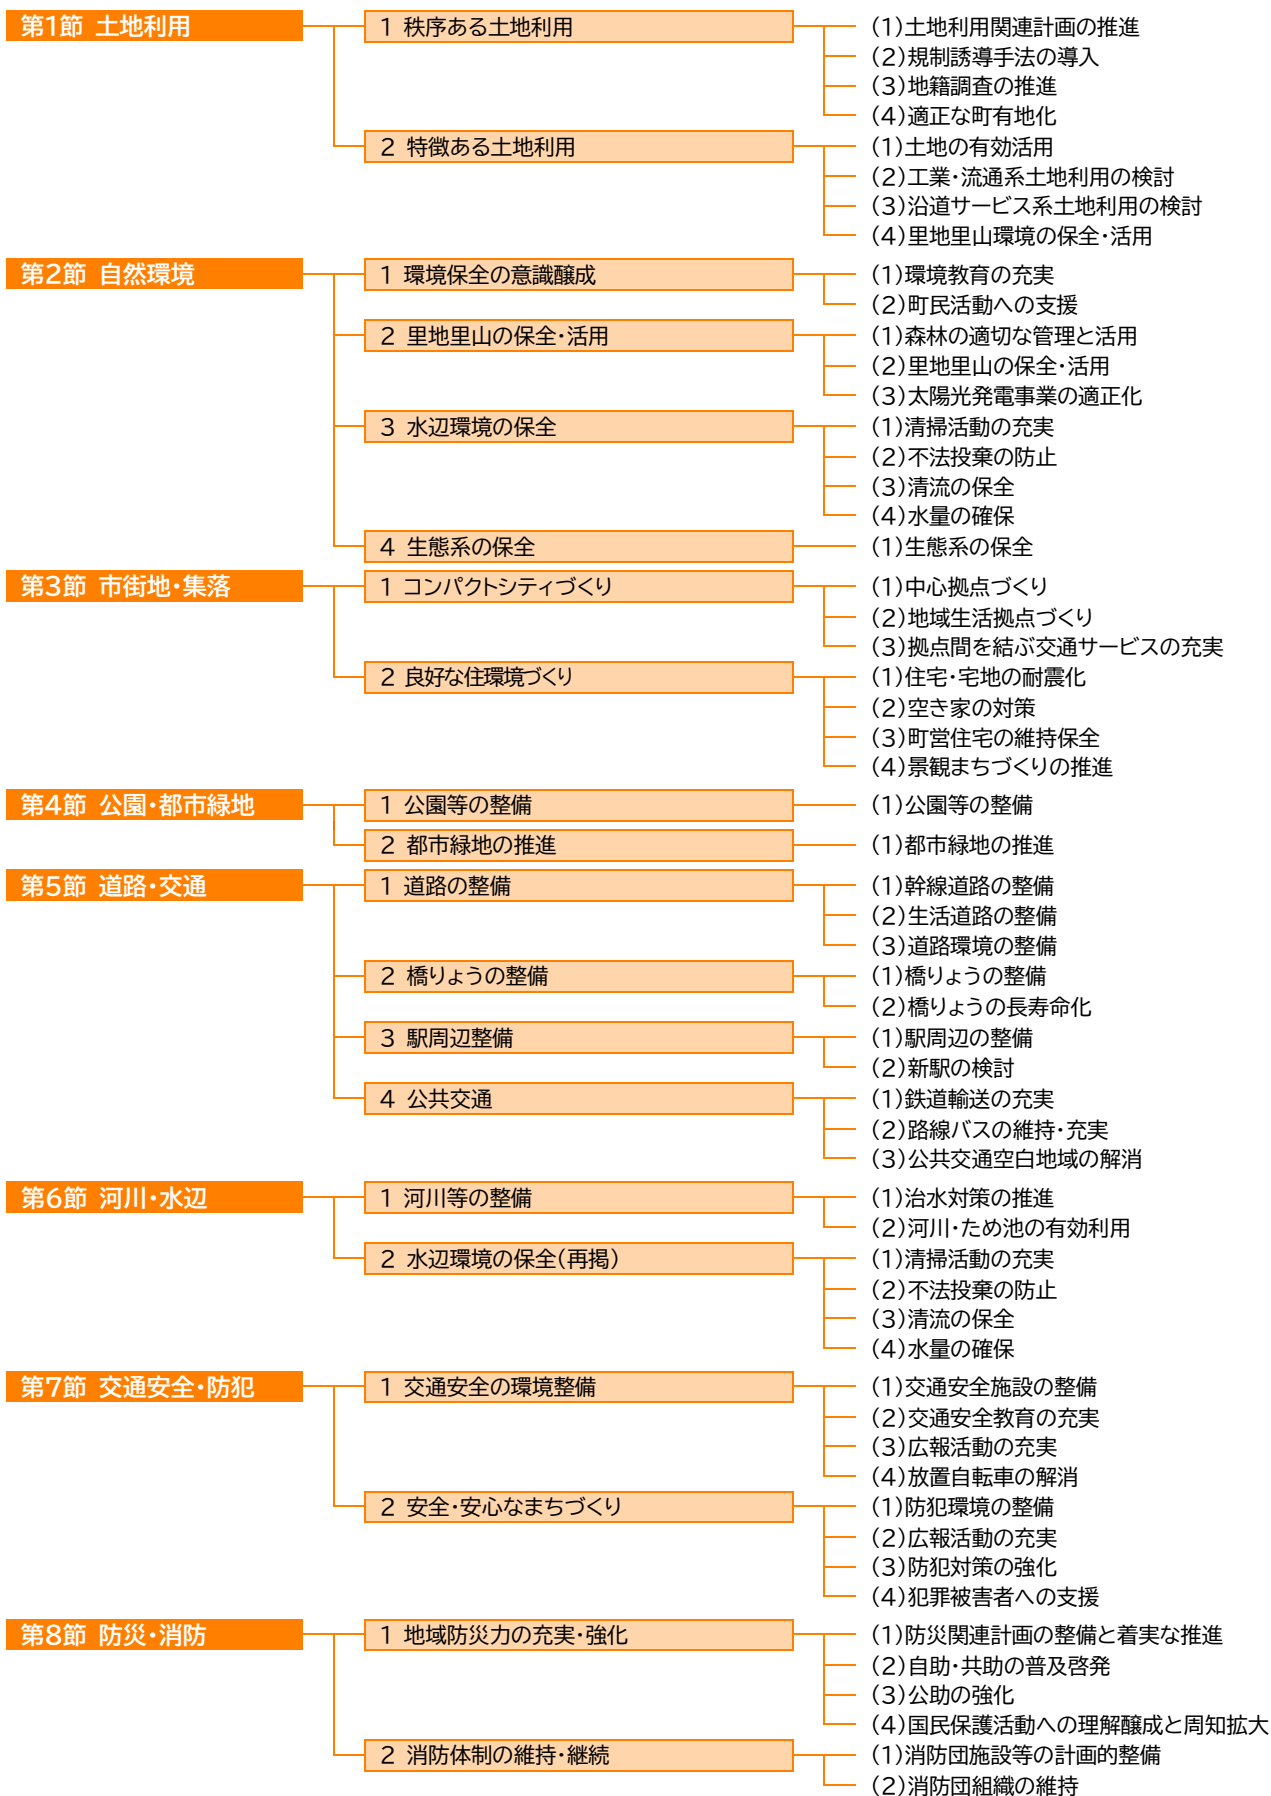 第1節 土地利用
1 秩序ある土地利用
(1)土地利用関連計画の推進
(2)規制誘導手法の導入
(3)地籍調査の推進
(4)適正な町有地化
2 特徴ある土地利用
(1)土地の有効活用
(2)工業・流通系土地利用の検討
(3)沿道サービス系土地利用の検討
(4)里地里山環境の保全・活用
第2節 自然環境
1 環境保全の意識醸成
(1)環境教育の充実
(2)町民活動への支援
2 里地里山の保全・活用
(1)森林の適切な管理と活用
(2)里地里山の保全・活用
(3)太陽光発電事業の適正化
3 水辺環境の保全
(1)清掃活動の充実
(2)不法投棄の防止
(3)清流の保全
(4)水量の確保
4 生態系の保全
(1)生態系の保全
第3節 市街地・集落
1 コンパクトシティづくり
(1)中心拠点づくり
(2)地域生活拠点づくり
(3)拠点間を結ぶ交通サービスの充実
2 良好な住環境づくり
(1)住宅・宅地の耐震化
(2)空き家の対策
(3)町営住宅の維持保全
(4)景観まちづくりの推進
第4節 公園・都市緑地
1 公園等の整備
(1)公園等の整備
2 都市緑地の推進
(1)都市緑地の推進
第5節 道路・交通
1 道路の整備
(1)幹線道路の整備
(2)生活道路の整備
(3)道路環境の整備
2 橋りょうの整備
(1)橋りょうの整備
(2)橋りょうの長寿命化
3 駅周辺整備
(1)駅周辺の整備
(2)新駅の検討
4 公共交通
(1)鉄道輸送の充実
(2)路線バスの維持・充実
(3)公共交通空白地域の解消
第6節 河川・水辺
1 河川等の整備
(1)治水対策の推進
(2)河川・ため池の有効利用
2 水辺環境の保全(再掲)
(1)清掃活動の充実
(2)不法投棄の防止
(3)清流の保全
(4)水量の確保
第7節 交通安全・防犯
1 交通安全の環境整備
(1)交通安全施設の整備
(2)交通安全教育の充実
(3)広報活動の充実
(4)放置自転車の解消
2 安全・安心なまちづくり
(1)防犯環境の整備
(2)広報活動の充実
(3)防犯対策の強化
(4)犯罪被害者への支援
第8節 防災・消防
1 地域防災力の充実・強化
(1)防災関連計画の整備と着実な推進
(2)自助・共助の普及啓発
(3)公助の強化
(4)国民保護活動への理解醸成と周知拡大
2 消防体制の維持・継続
(1)消防団施設等の計画的整備
(2)消防団組織の維持